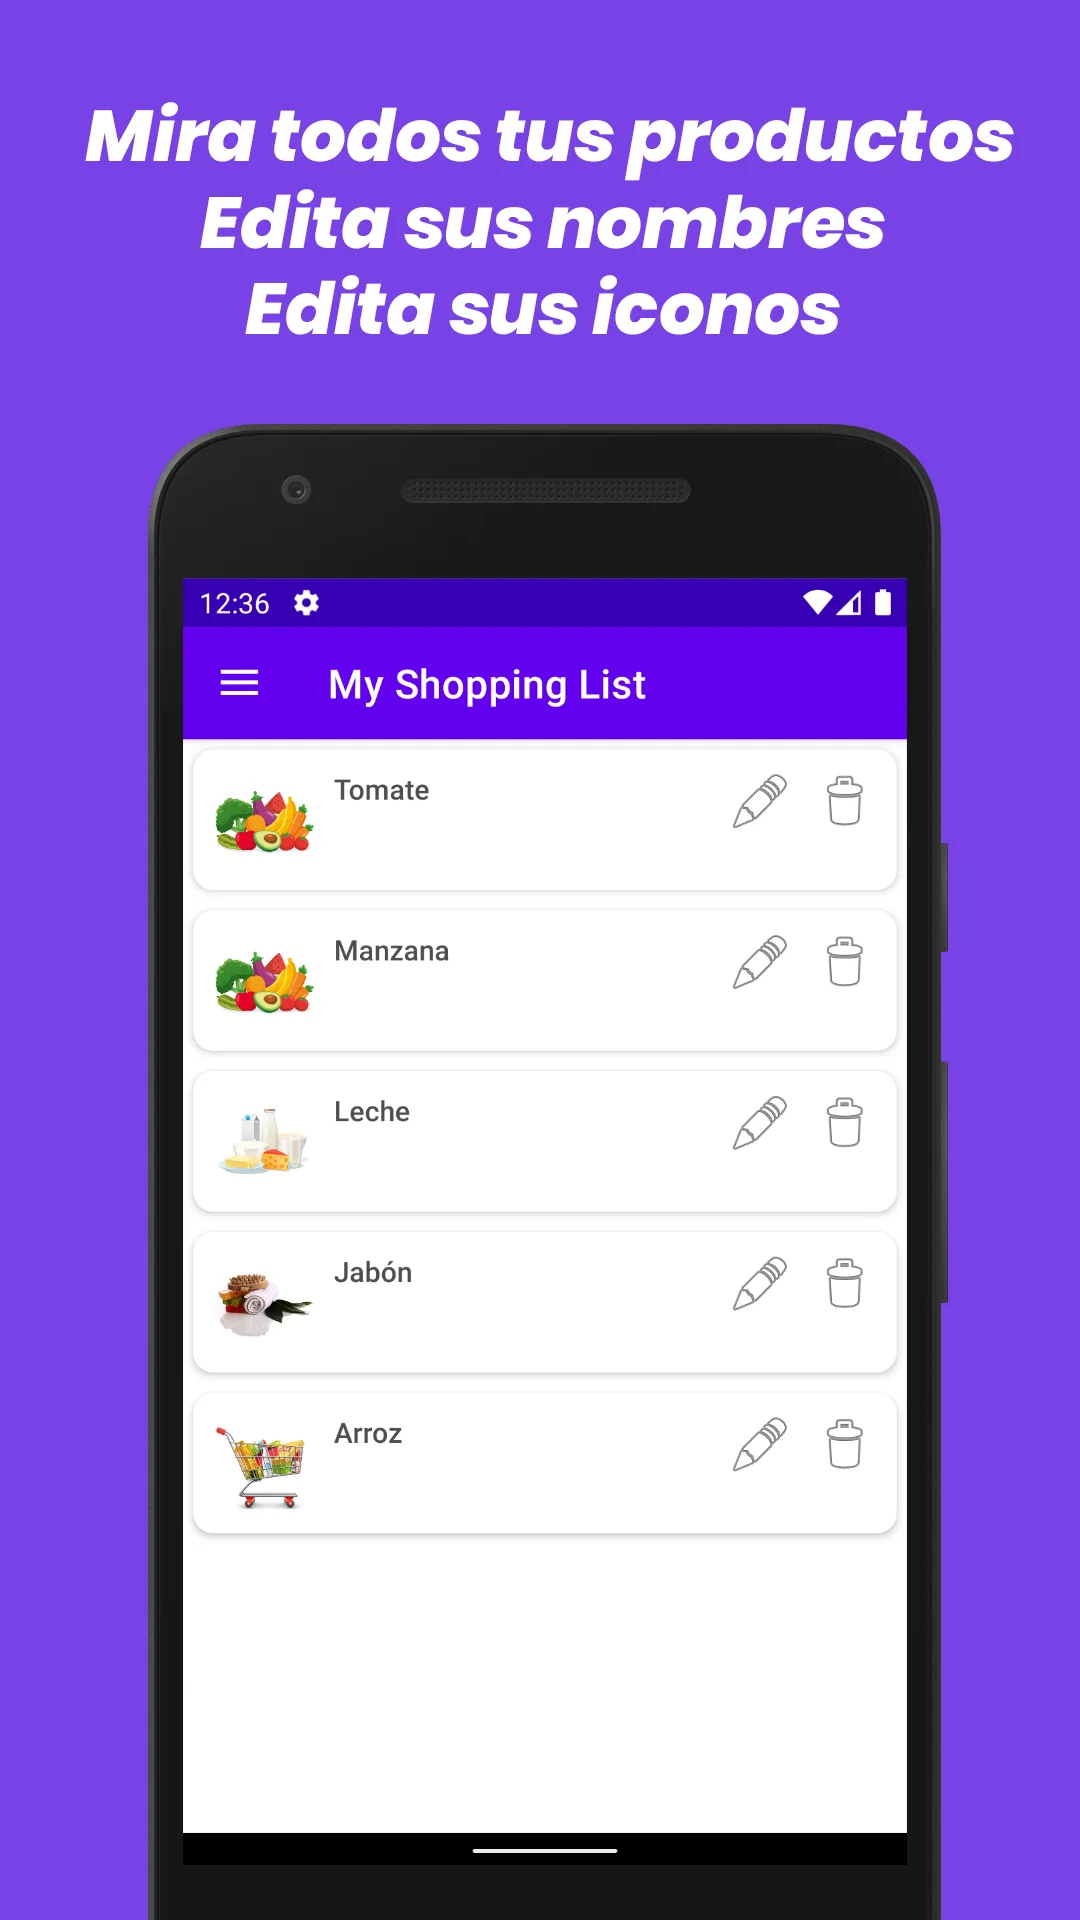 Mira todos tus productos
Edita sus nombres
Edita sus iconos
12:36
My Shopping List
Tomate
Manzana
Leche
Jabón
Arroz